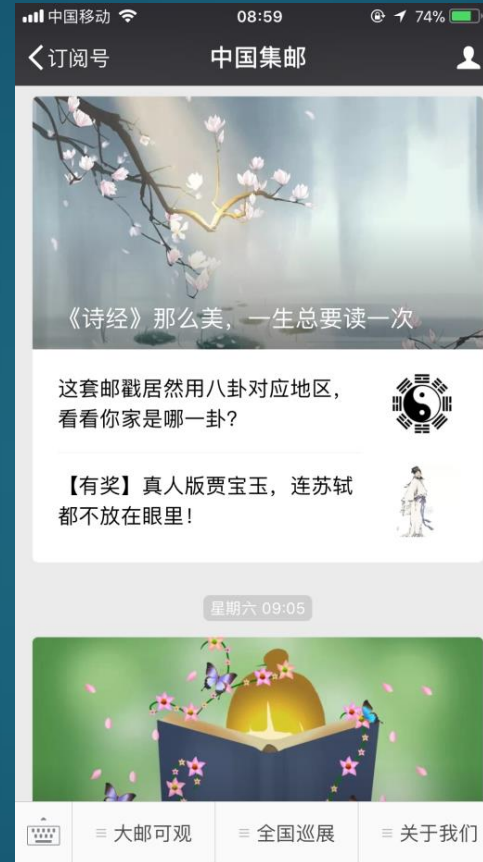 中国移动 08:59 74%
订阅号 中国集邮
《诗经》那么美，一生总要读一次
这套邮戳居然用八卦对应地区，
看看你家是哪一卦？
【有奖】真人版贾宝玉，连苏轼
都不放在眼里！
星期六 09:05
大邮可观 全国巡展 关于我们